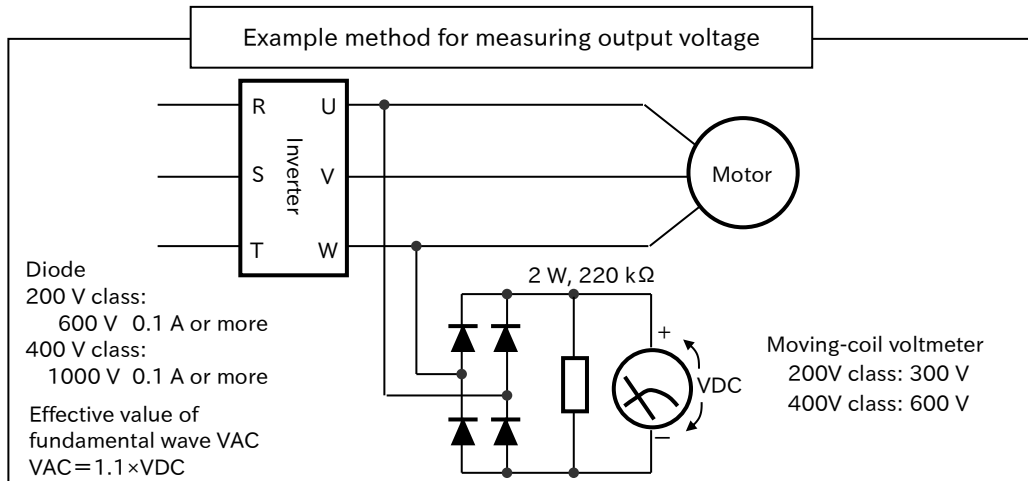 Example method for measuring output voltage
R
U
S
V
T
W
Inverter
Motor
Diode
200 V class:
600 V 0.1 A or more
400 V class:
1000 V 0.1 A or more
Effective value of
fundamental wave VAC
VAC=1.1×VDC
2 W, 220 kΩ
+
VDC
−
Moving-coil voltmeter
200V class: 300 V
400V class: 600 V